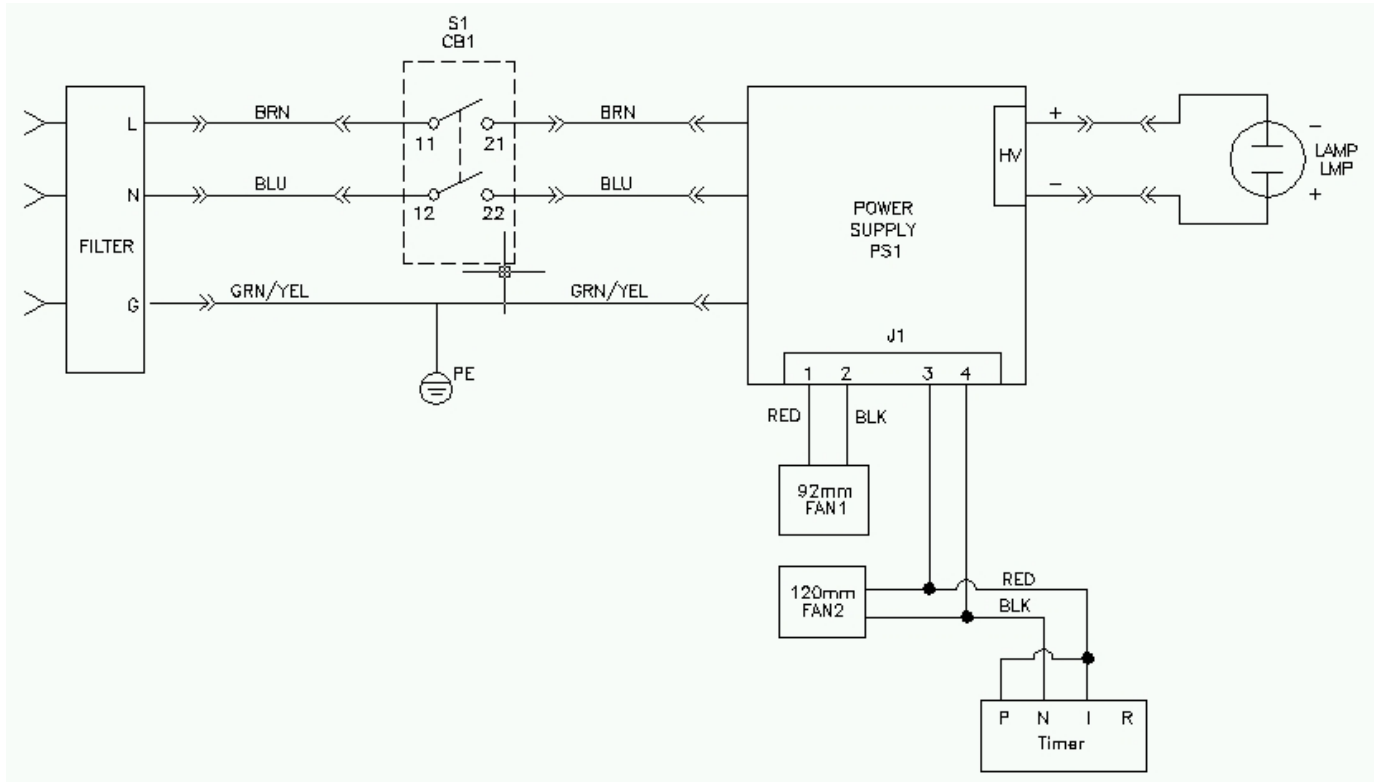 S1
CB1
L
BRN
BRN
11
21
N
BLU
BLU
12
22
FILTER
G
GRN/YEL
GRN/YEL
PE
POWER
SUPPLY
PS1
HV
+
-
-
LAMP
LMP
+
J1
1 2 3 4
RED
BLK
92mm
FAN1
120mm
FAN2
RED
BLK
P N I R
Timer